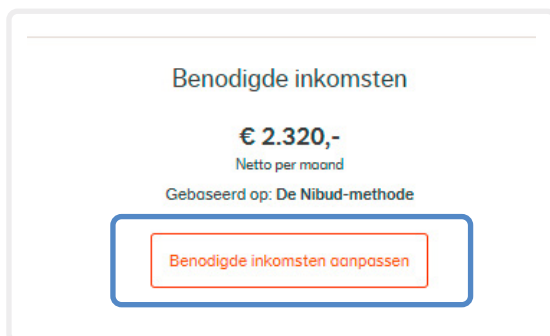 Benodigde inkomsten
€ 2.320,-
Netto per maand
Gebaseerd op: De Nibud-methode
Benodigde inkomsten aanpassen